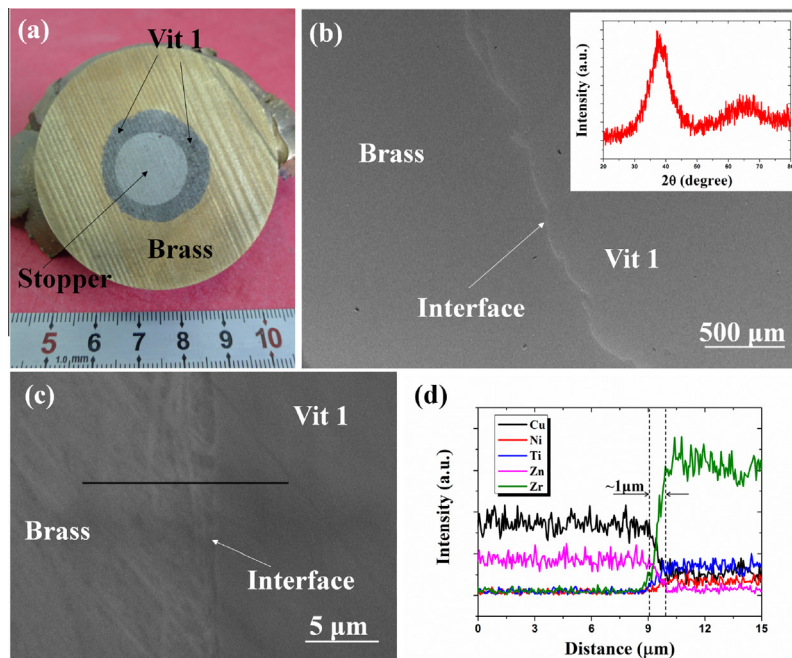 (a)
Vit 1
Brass
Stopper
5 6 7 8 9 10
1.0 mm
(b)
Brass
Vit 1
Interface
500 μm
Intensity (a.u.)
20 30 40 50 60 70 80
2θ (degree)
(c)
Vit 1
Brass
Interface
5 μm
(d)
Cu
Ni
Ti
Zn
Zr
~1μm
Intensity (a.u.)
0 3 6 9 12 15
Distance (μm)